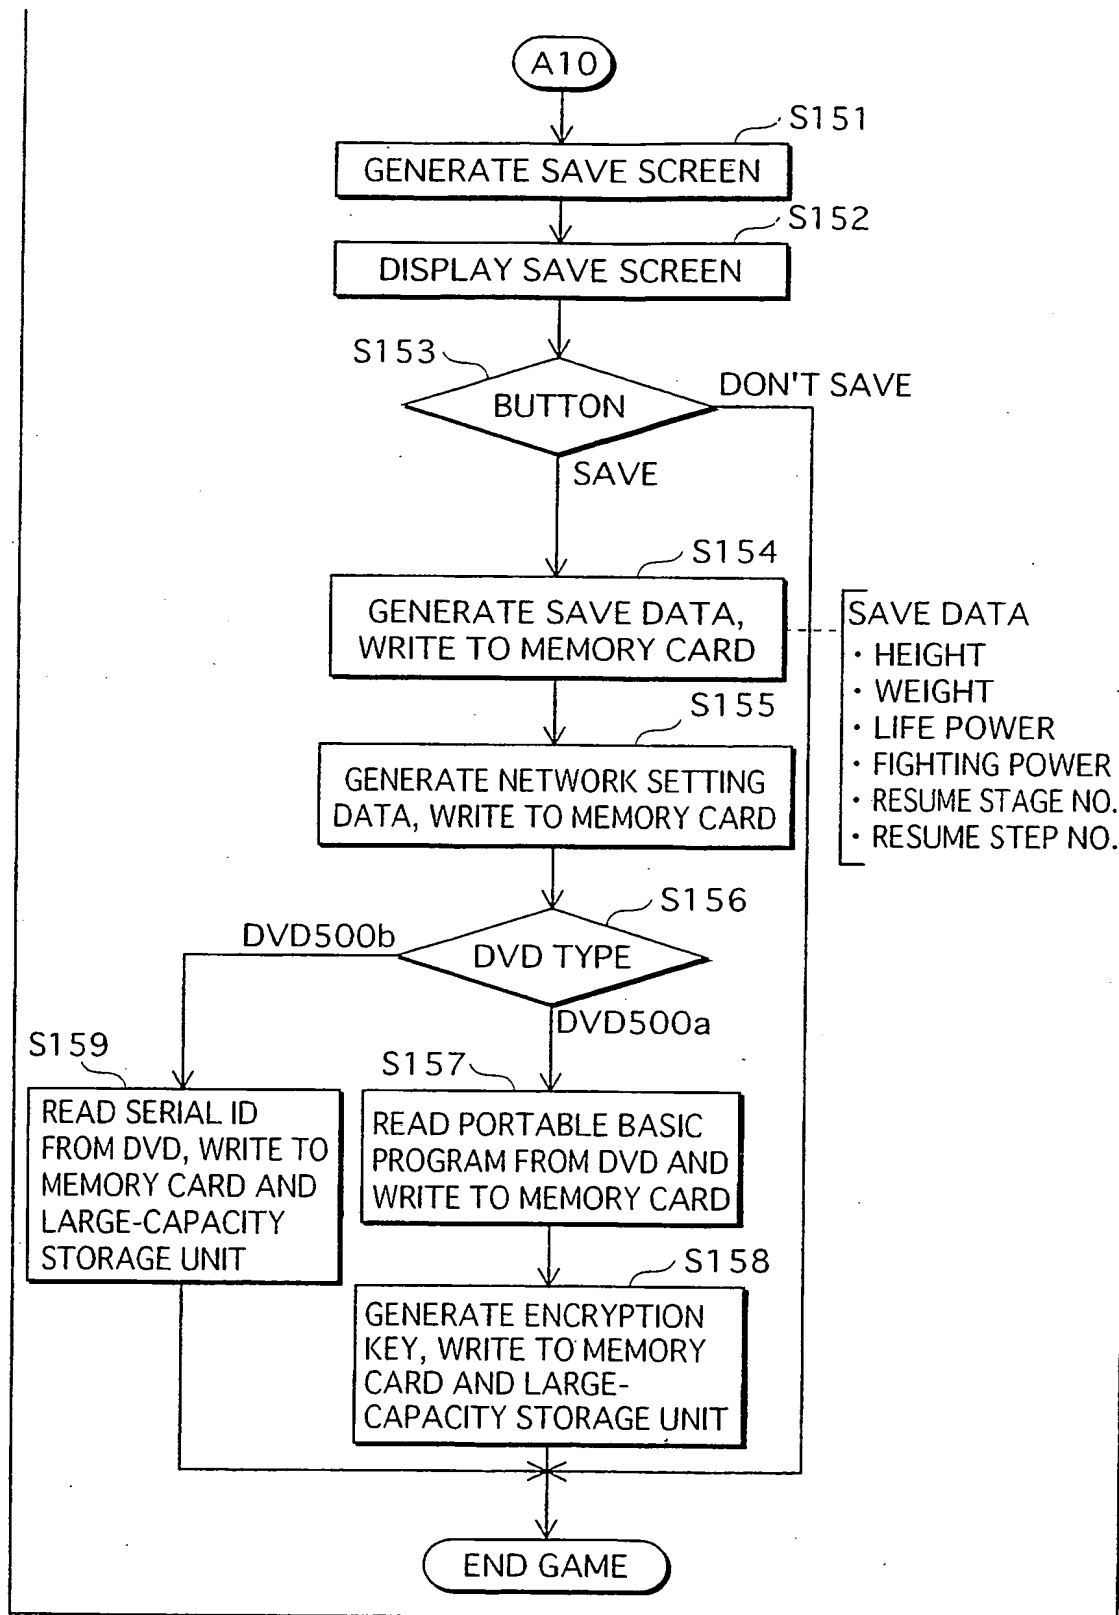 A10
S151
GENERATE SAVE SCREEN
S152
DISPLAY SAVE SCREEN
S153
BUTTON
DON'T SAVE
SAVE
S154
GENERATE SAVE DATA,
WRITE TO MEMORY CARD
SAVE DATA
· HEIGHT
· WEIGHT
· LIFE POWER
· FIGHTING POWER
· RESUME STAGE NO.
· RESUME STEP NO.
S155
GENERATE NETWORK SETTING
DATA, WRITE TO MEMORY CARD
S156
DVD TYPE
DVD500b
DVD500a
S159
READ SERIAL ID
FROM DVD, WRITE TO
MEMORY CARD AND
LARGE-CAPACITY
STORAGE UNIT
S157
READ PORTABLE BASIC
PROGRAM FROM DVD AND
WRITE TO MEMORY CARD
S158
GENERATE ENCRYPTION
KEY, WRITE TO MEMORY
CARD AND LARGE-
CAPACITY STORAGE UNIT
END GAME